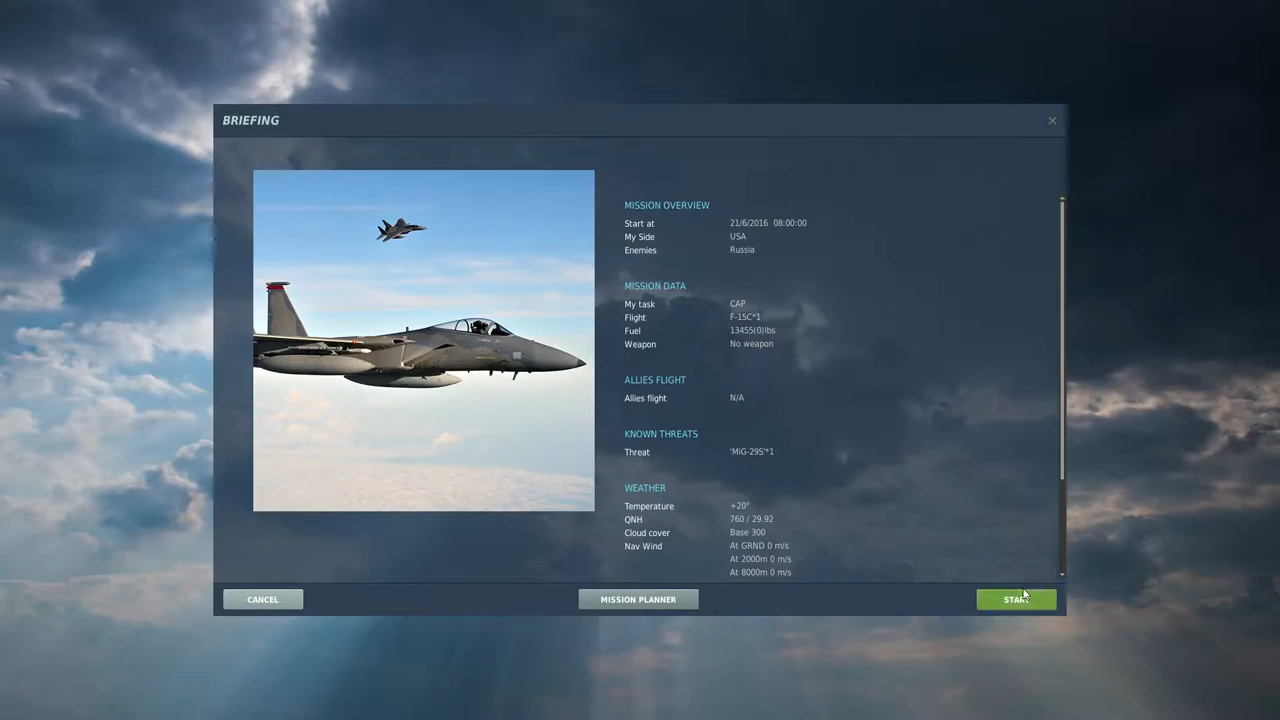 BRIEFING
MISSION OVERVIEW
Start at 21/6/2016 08:00:00
My Side USA
Enemies Russia
MISSION DATA
My task CAP
Flight F-15C*1
Fuel 13455(0)lbs
Weapon No weapon
ALLIES FLIGHT
Allies flight N/A
KNOWN THREATS
Threat 'MiG-29S'*1
WEATHER
Temperature +20°
QNH 760 / 29.92
Cloud cover Base 300
Nav Wind At GRND 0 m/s
At 2000m 0 m/s
At 8000m 0 m/s
CANCEL MISSION PLANNER START